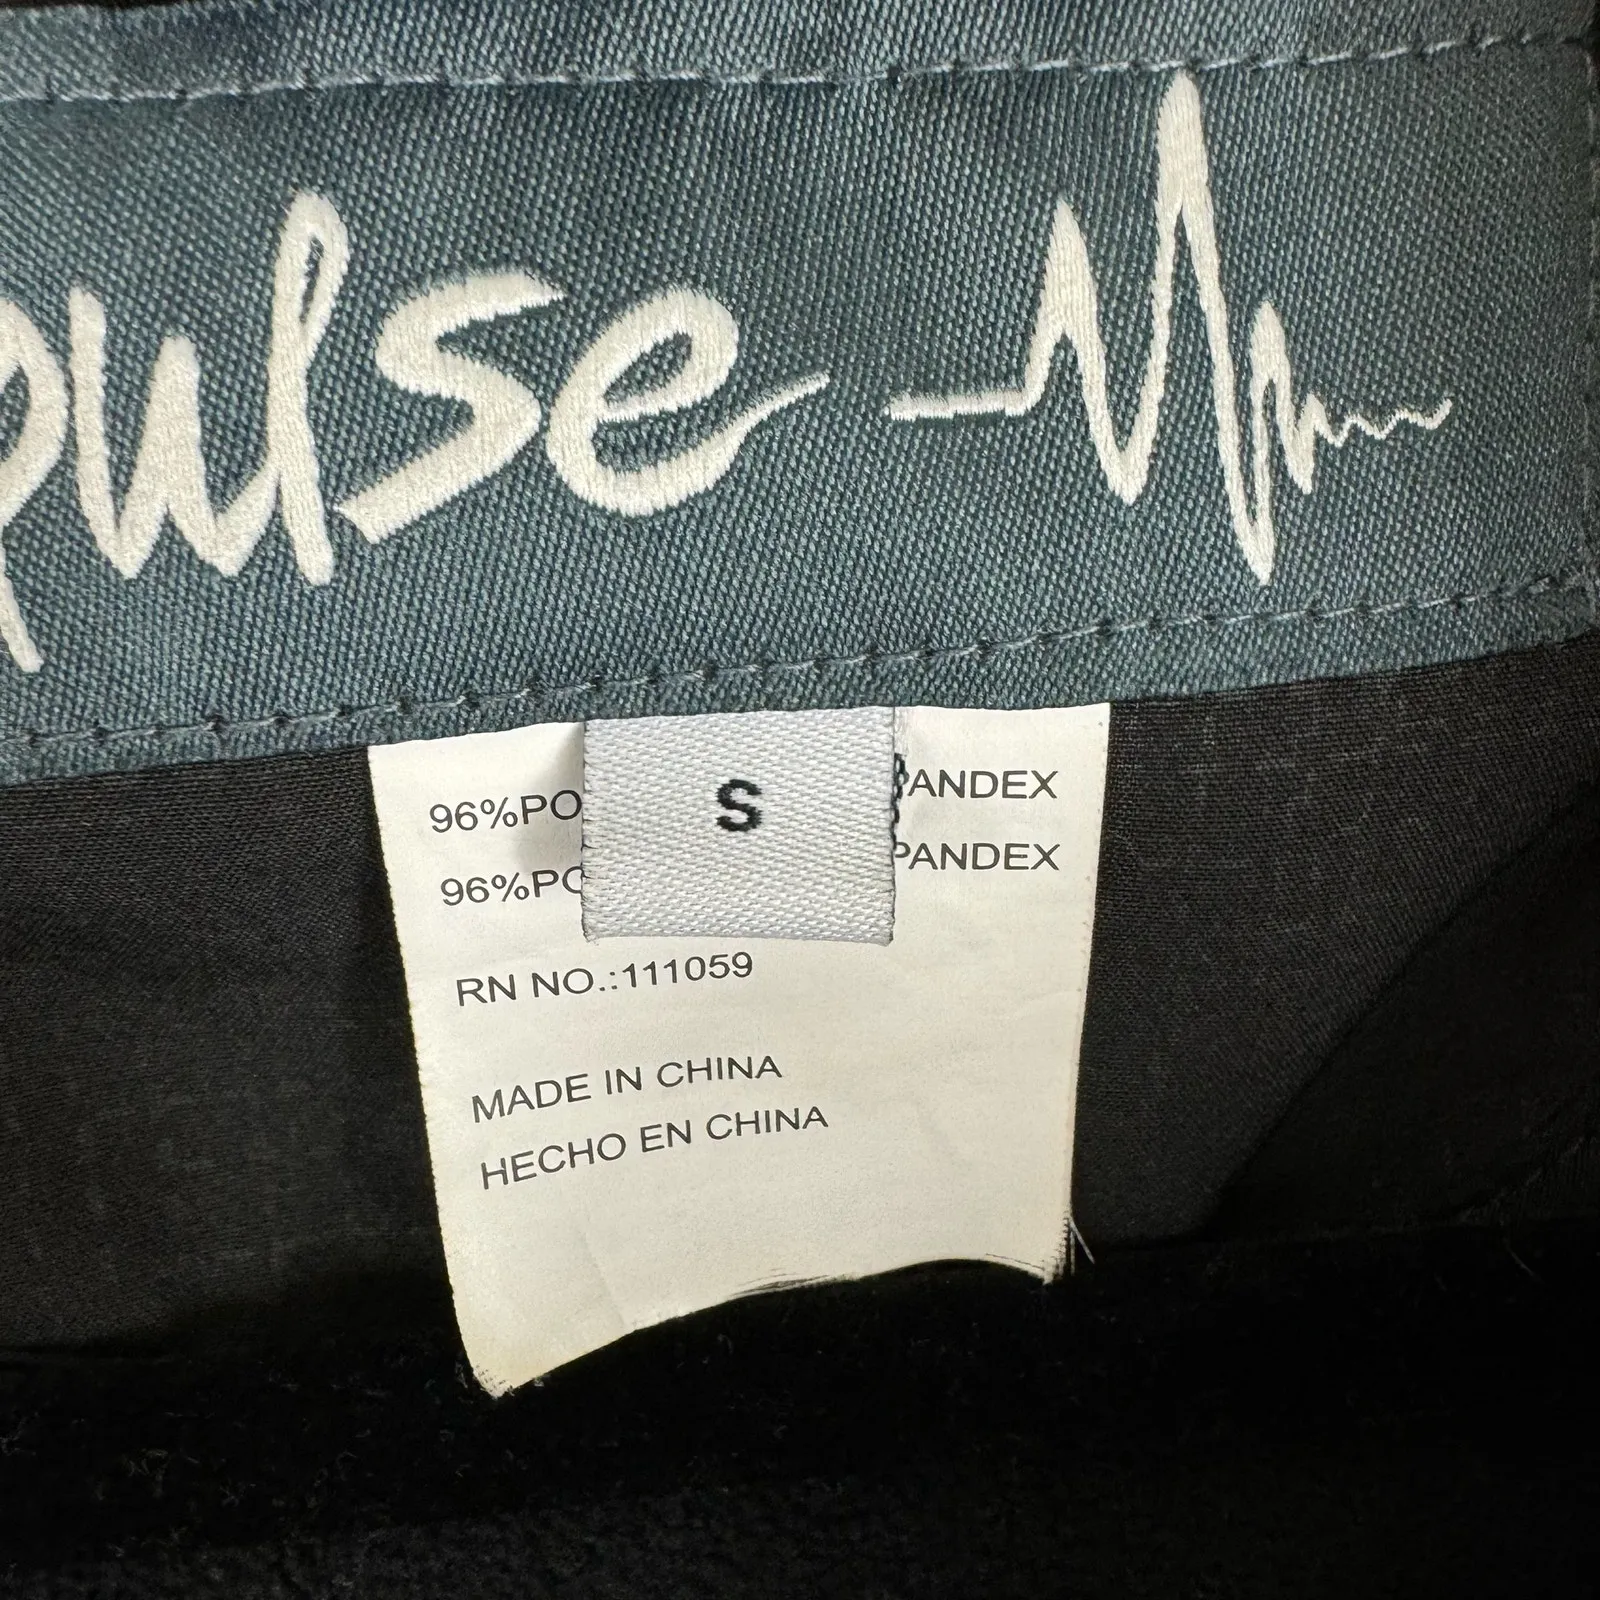 pulse
S
96%PO PANDEX
96%PO PANDEX
RN NO.:111059
MADE IN CHINA
HECHO EN CHINA